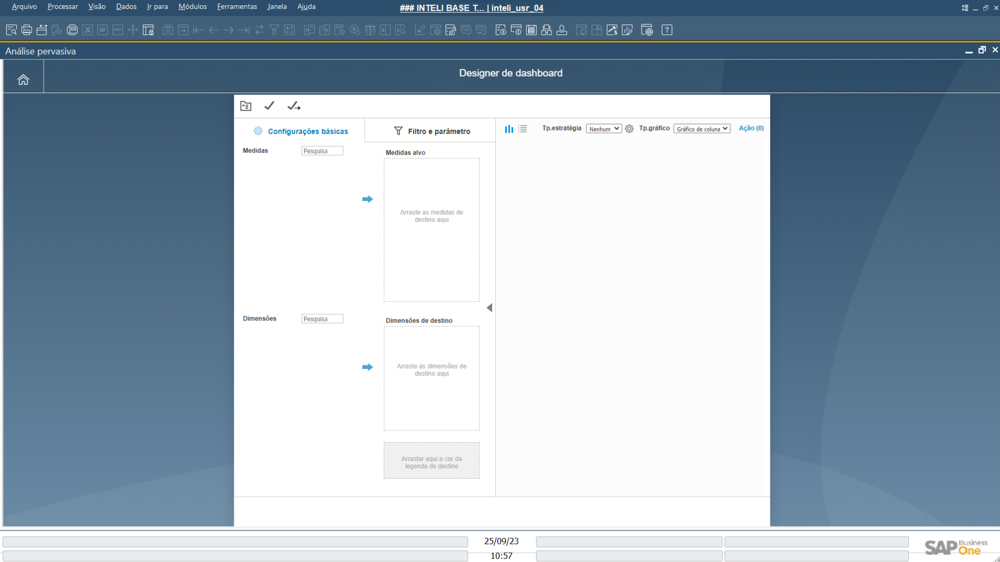 Arquivo Processar Visão Dados Ir para Módulos Ferramentas Janela Ajuda
### INTELI BASE T... | inteli_usr_04
Análise pervasiva
Designer de dashboard
Configurações básicas
Filtro e parâmetro
Tp.estratégia Nenhum Tp.gráfico Gráfico de coluna Ação (0)
Medidas Pesquisa
Medidas alvo
Arraste as medidas de
destino aqui
Dimensões Pesquisa
Dimensões de destino
Arraste as dimensões de
destino aqui
Arrastar aqui a cor da
legenda de destino
25/09/23
10:57
SAP Business
One